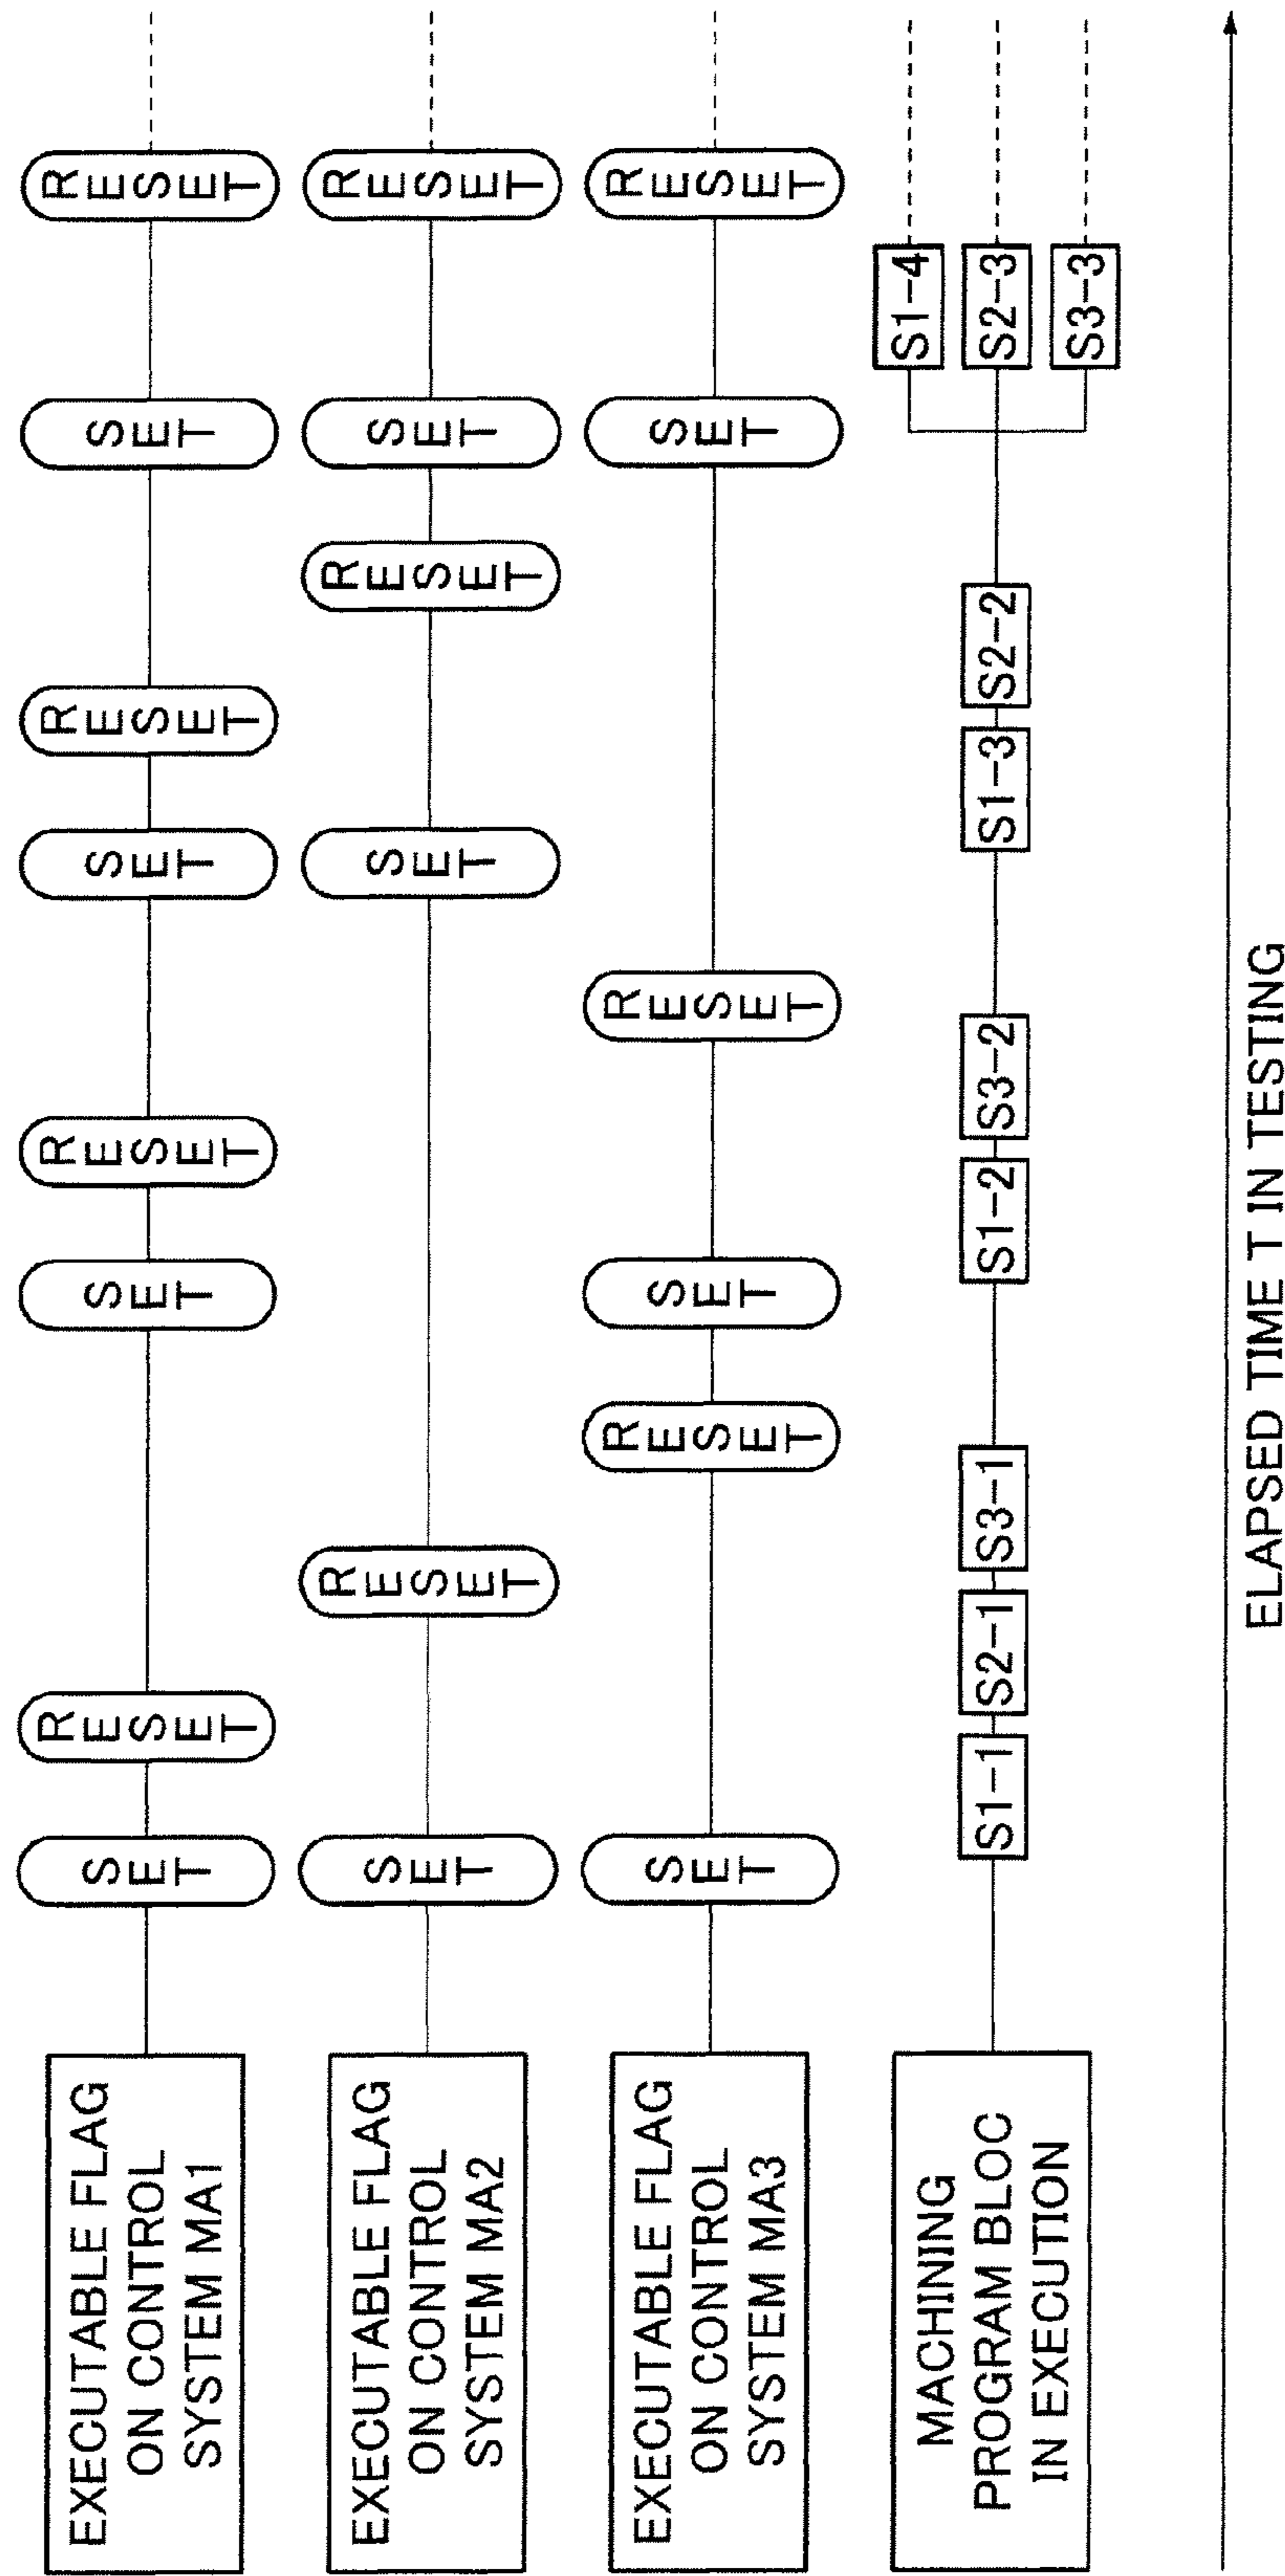 EXECUTABLE FLAG
ON CONTROL
SYSTEM MA1
SET
RESET
SET
RESET
SET
RESET
SET
RESET
EXECUTABLE FLAG
ON CONTROL
SYSTEM MA2
SET
RESET
SET
RESET
SET
RESET
EXECUTABLE FLAG
ON CONTROL
SYSTEM MA3
SET
RESET
SET
RESET
SET
RESET
MACHINING
PROGRAM BLOC
IN EXECUTION
S1-1
S2-1
S3-1
S1-2
S3-2
S1-3
S2-2
S1-4
S2-3
S3-3
ELAPSED TIME T IN TESTING